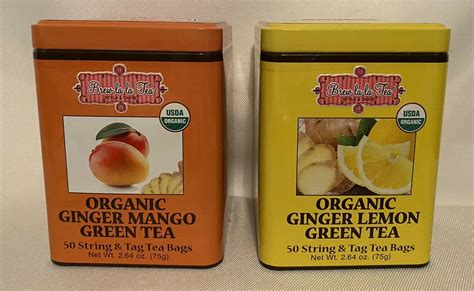 Brew La La Tea
USDA
ORGANIC
ORGANIC
GINGER MANGO
GREEN TEA
50 String & Tag Tea Bags
Net Wt. 2.64 oz. (75g)
Brew La La Tea
USDA
ORGANIC
ORGANIC
GINGER LEMON
GREEN TEA
50 String & Tag Tea Bags
Net Wt. 2.64 oz. (75g)